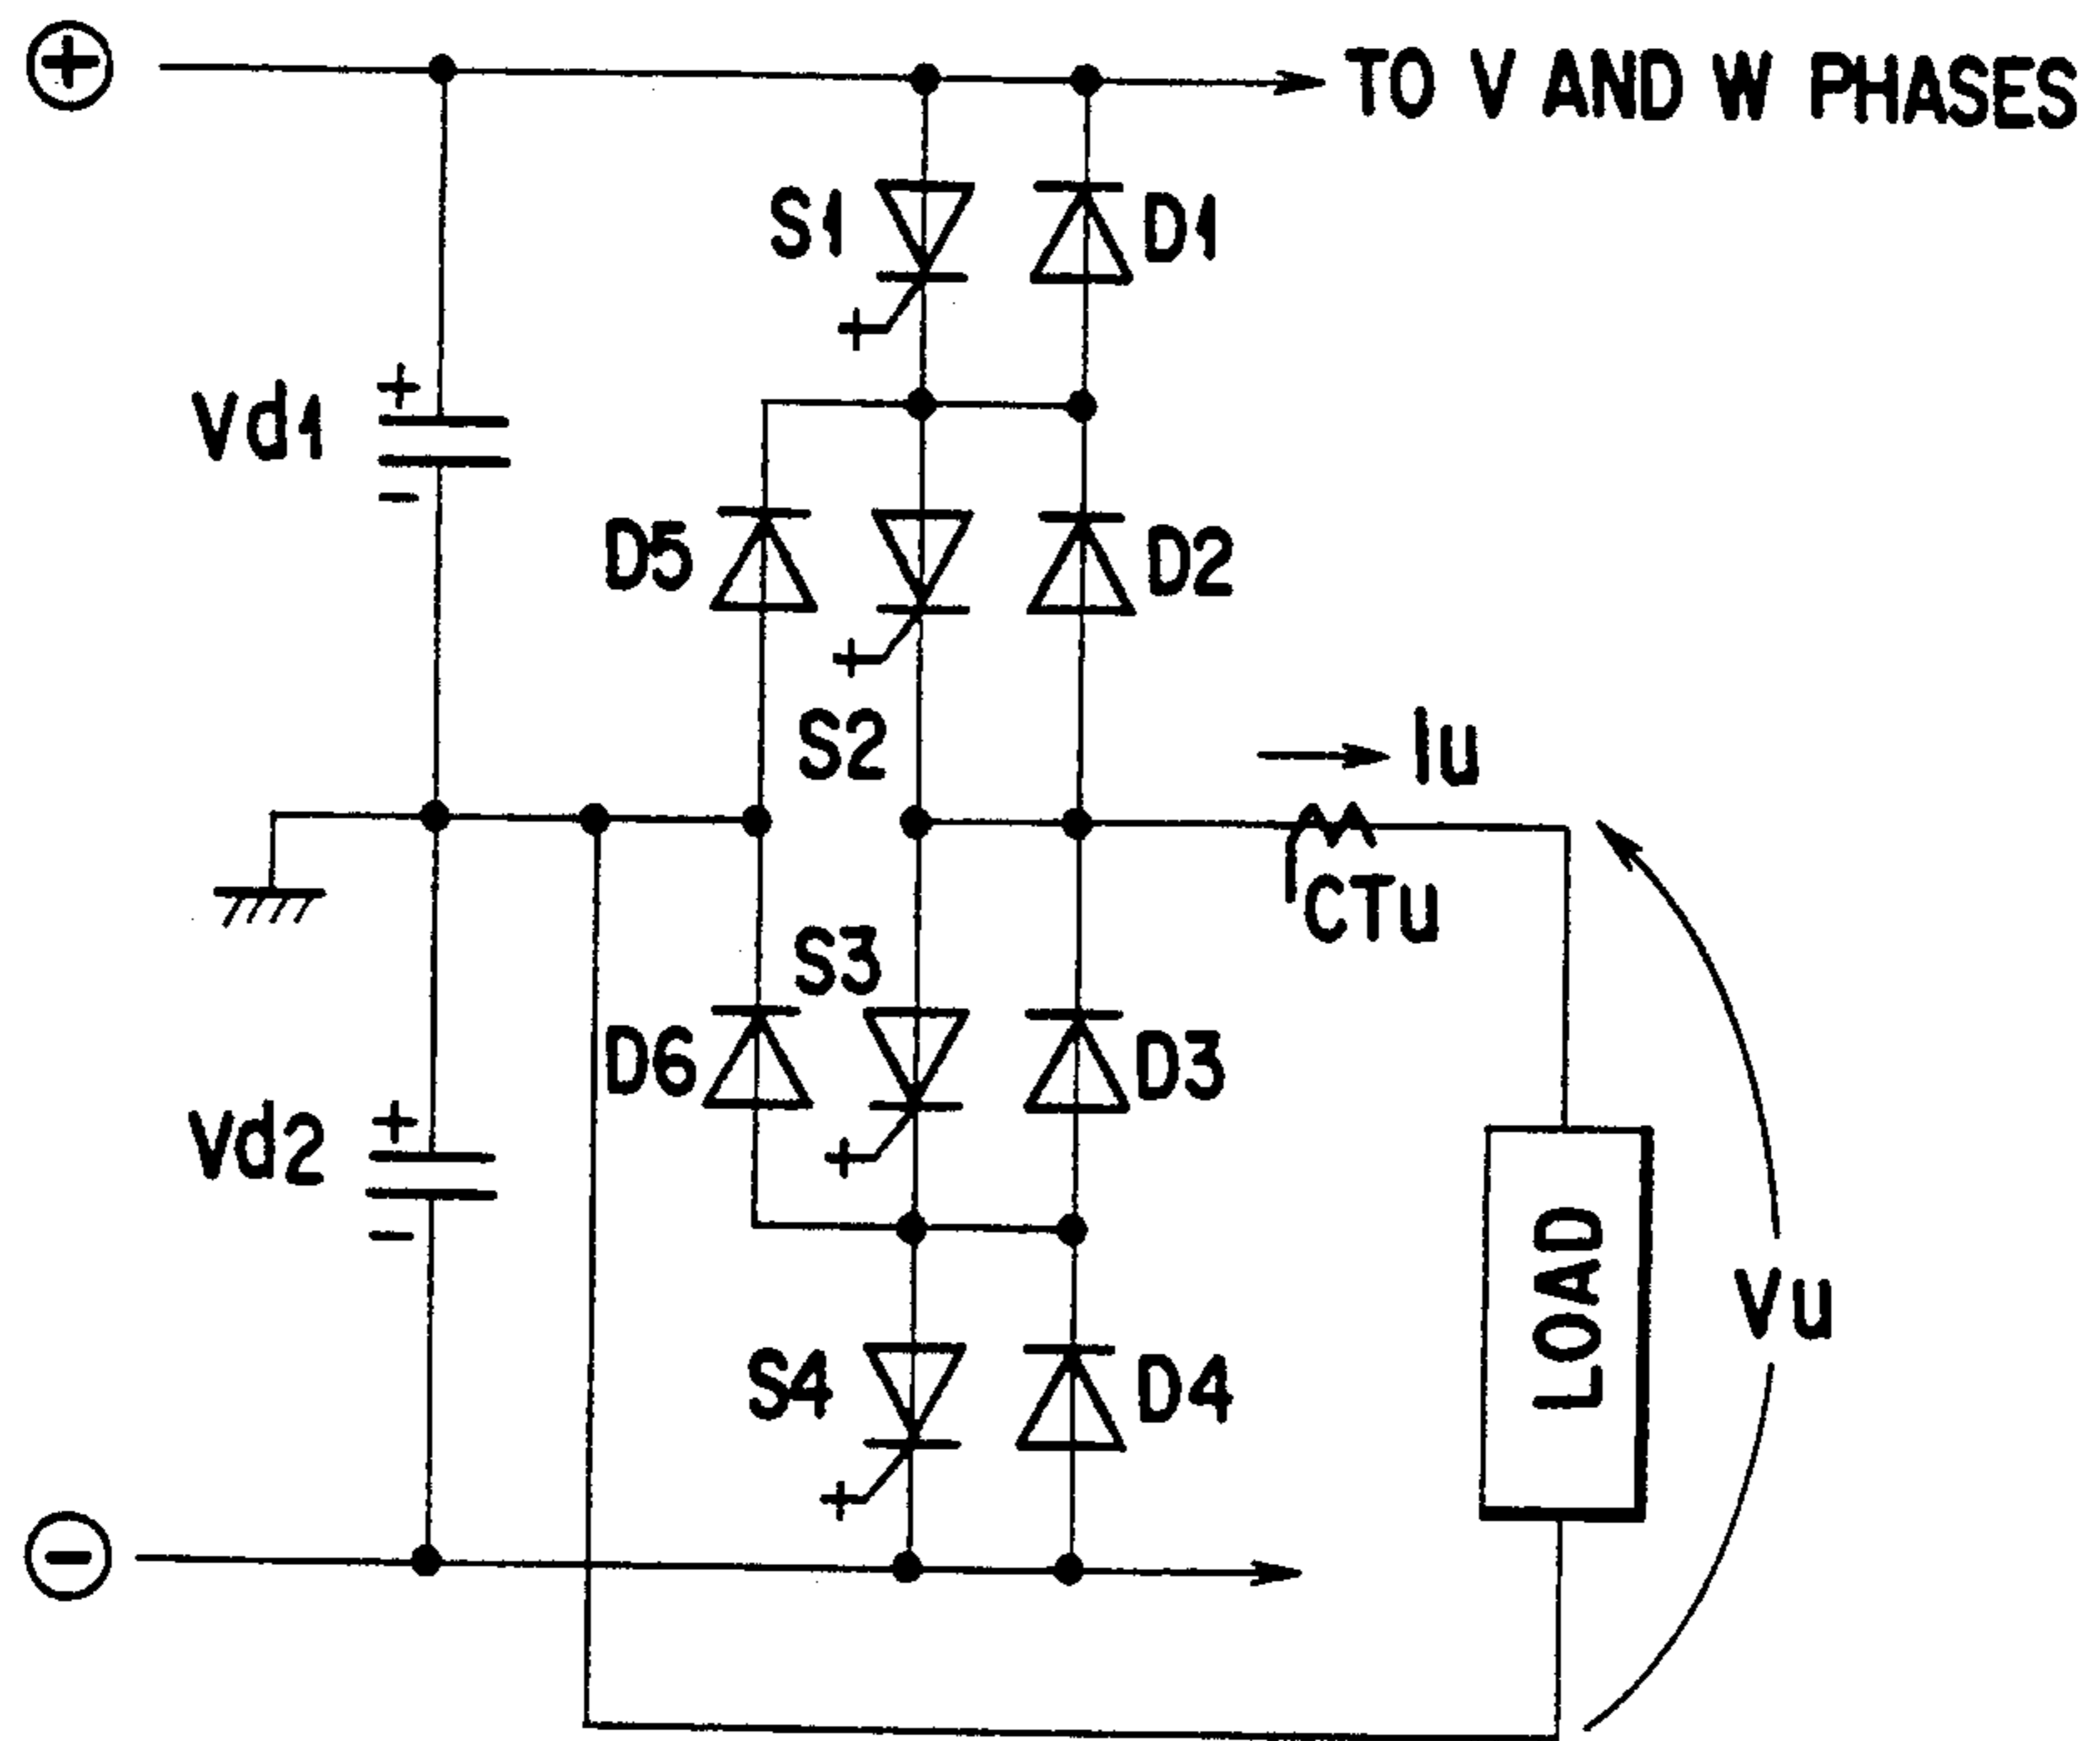 +
TO V AND W PHASES
S1
D1
+
Vd1
-
D5
D2
S2
Iu
CTu
S3
D6
D3
+
Vd2
-
LOAD
Vu
S4
D4
-